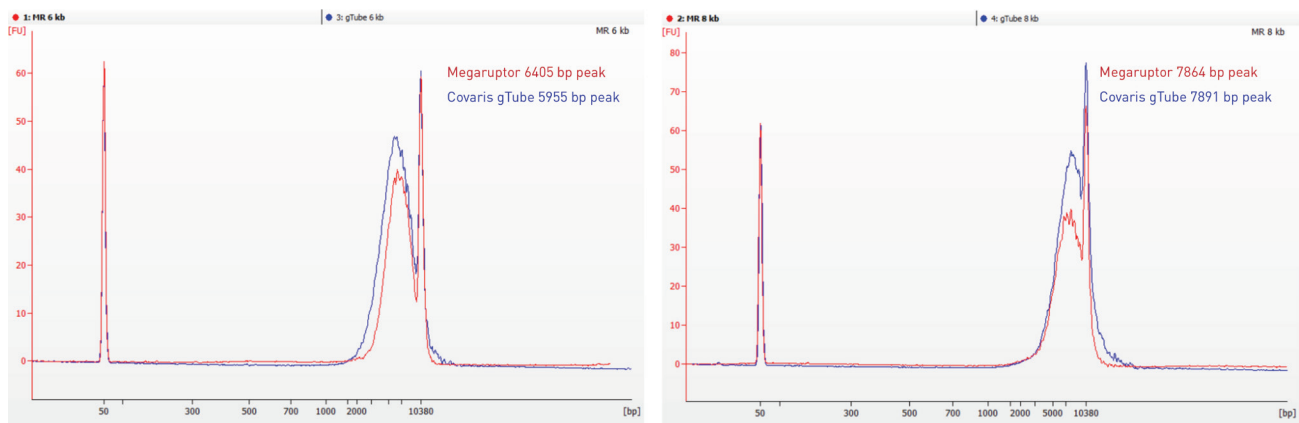 1: MR 6 kb
3: gTube 6 kb
[FU]
MR 6 kb
Megaruptor 6405 bp peak
Covaris gTube 5955 bp peak
60
50
40
30
20
10
0
50 300 500 700 1000 2000 10380 [bp]
2: MR 8 kb
4: gTube 8 kb
[FU]
MR 8 kb
Megaruptor 7864 bp peak
Covaris gTube 7891 bp peak
80
70
60
50
40
30
20
10
0
50 300 500 700 1000 2000 5000 10380 [bp]